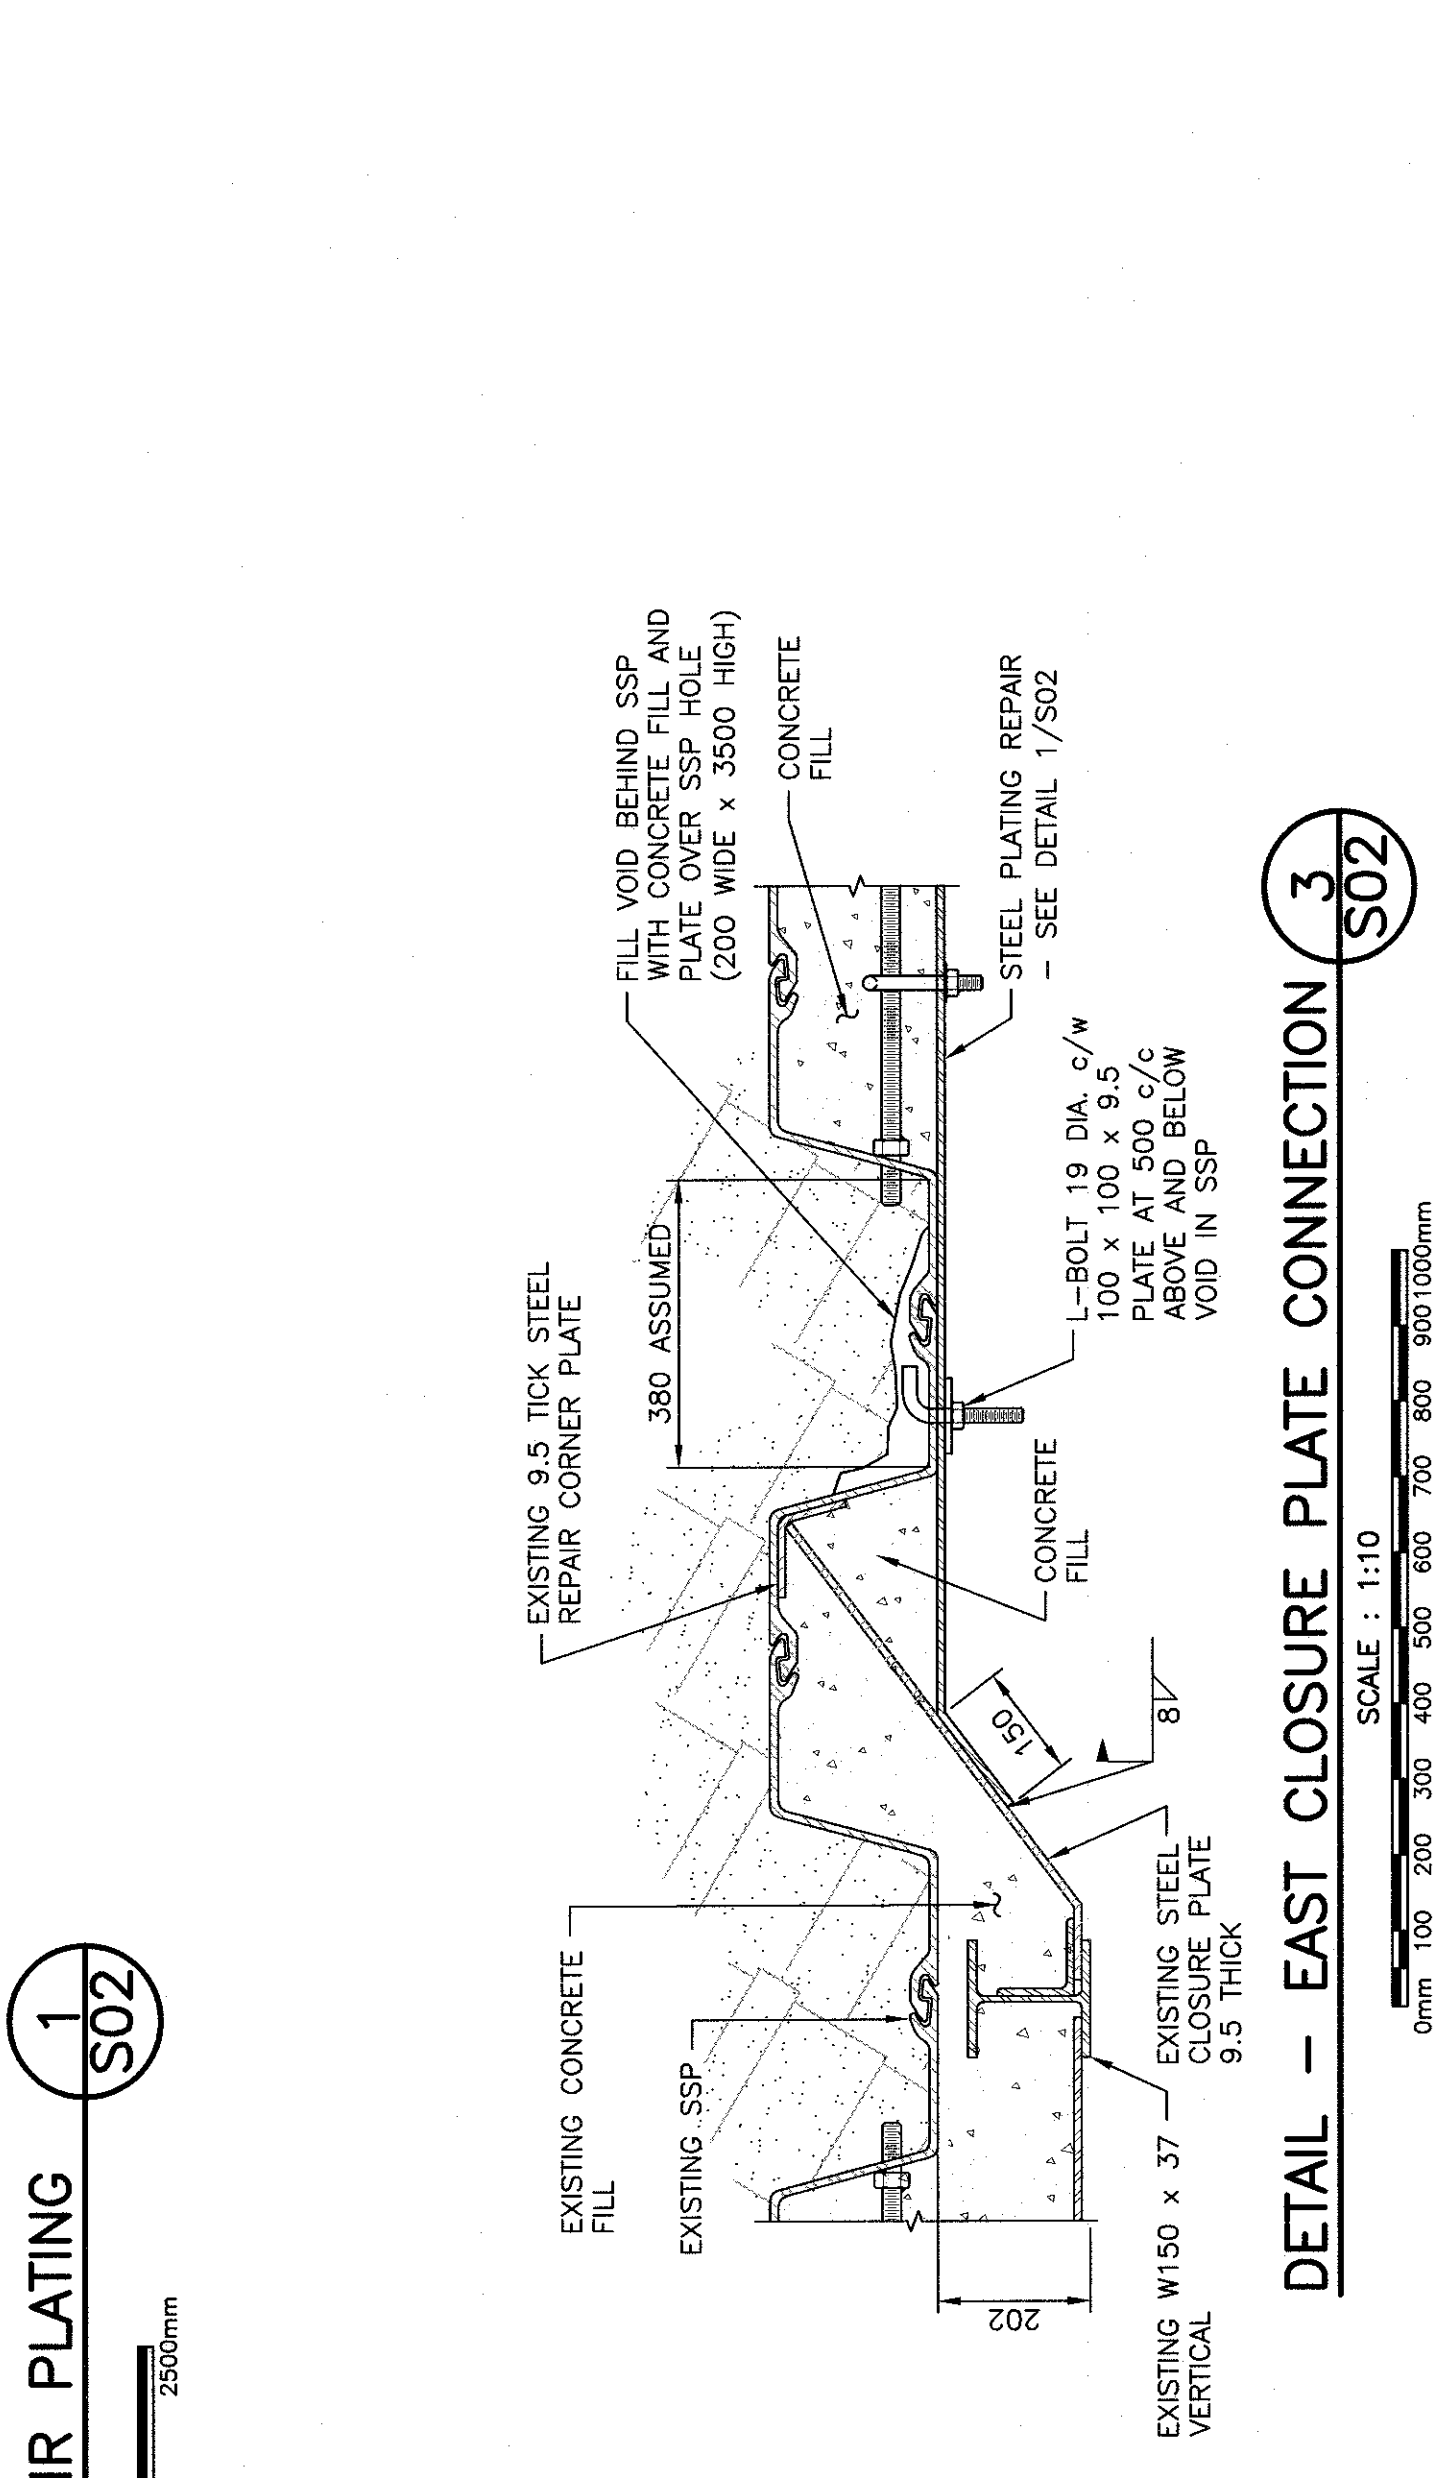 IR PLATING
1
S02
2500mm
EXISTING CONCRETE
FILL
EXISTING SSP
EXISTING 9.5 TICK STEEL
REPAIR CORNER PLATE
380 ASSUMED
FILL VOID BEHIND SSP
WITH CONCRETE FILL AND
PLATE OVER SSP HOLE
(200 WIDE x 3500 HIGH)
CONCRETE
FILL
STEEL PLATING REPAIR
– SEE DETAIL 1/S02
L–BOLT 19 DIA. c/w
100 x 100 x 9.5
PLATE AT 500 c/c
ABOVE AND BELOW
VOID IN SSP
CONCRETE
FILL
150
8
EXISTING STEEL
CLOSURE PLATE
9.5 THICK
202
EXISTING W150 x 37
VERTICAL
DETAIL – EAST CLOSURE PLATE CONNECTION
3
S02
SCALE : 1:10
0mm 100 200 300 400 500 600 700 800 900 1000mm